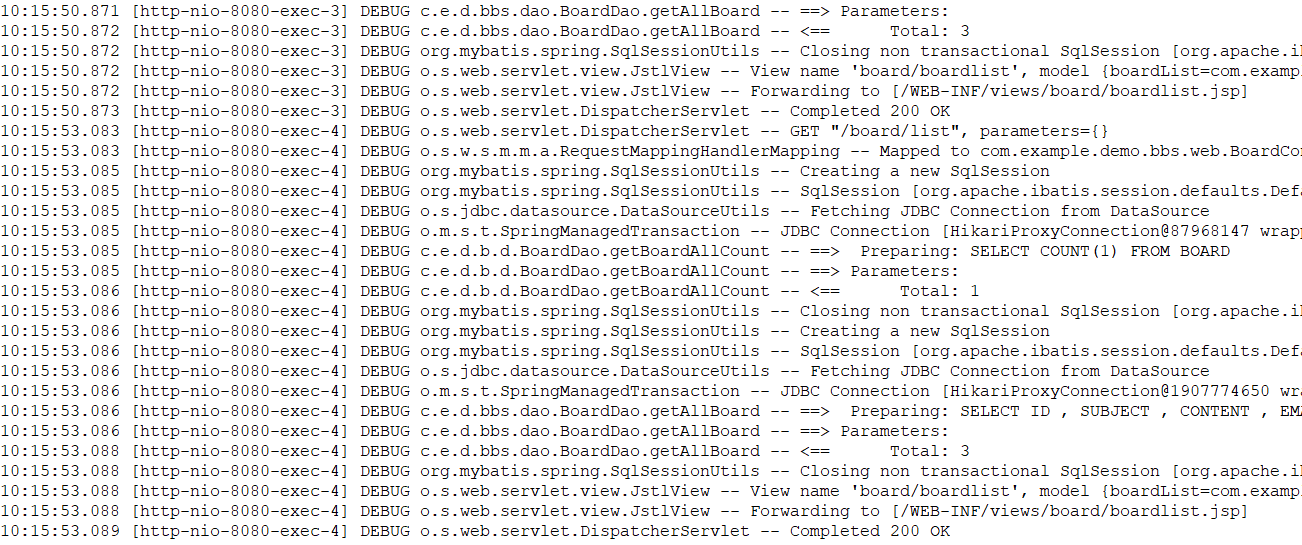 10:15:50.871 [http-nio-8080-exec-3] DEBUG c.e.d.bbs.dao.BoardDao.getAllBoard -- ==> Parameters:
10:15:50.872 [http-nio-8080-exec-3] DEBUG c.e.d.bbs.dao.BoardDao.getAllBoard -- <==      Total: 3
10:15:50.872 [http-nio-8080-exec-3] DEBUG org.mybatis.spring.SqlSessionUtils -- Closing non transactional SqlSession [org.apache.ib
10:15:50.872 [http-nio-8080-exec-3] DEBUG o.s.web.servlet.view.JstlView -- View name 'board/boardlist', model {boardList=com.examp
10:15:50.872 [http-nio-8080-exec-3] DEBUG o.s.web.servlet.view.JstlView -- Forwarding to [/WEB-INF/views/board/boardlist.jsp]
10:15:50.873 [http-nio-8080-exec-3] DEBUG o.s.web.servlet.DispatcherServlet -- Completed 200 OK
10:15:53.083 [http-nio-8080-exec-4] DEBUG o.s.web.servlet.DispatcherServlet -- GET "/board/list", parameters={}
10:15:53.083 [http-nio-8080-exec-4] DEBUG o.s.w.s.m.m.a.RequestMappingHandlerMapping -- Mapped to com.example.demo.bbs.web.BoardCo
10:15:53.085 [http-nio-8080-exec-4] DEBUG org.mybatis.spring.SqlSessionUtils -- Creating a new SqlSession
10:15:53.085 [http-nio-8080-exec-4] DEBUG org.mybatis.spring.SqlSessionUtils -- SqlSession [org.apache.ibatis.session.defaults.Defa
10:15:53.085 [http-nio-8080-exec-4] DEBUG o.s.jdbc.datasource.DataSourceUtils -- Fetching JDBC Connection from DataSource
10:15:53.085 [http-nio-8080-exec-4] DEBUG o.m.s.t.SpringManagedTransaction -- JDBC Connection [HikariProxyConnection@87968147 wrapp
10:15:53.085 [http-nio-8080-exec-4] DEBUG c.e.d.b.d.BoardDao.getBoardAllCount -- ==>  Preparing: SELECT COUNT(1) FROM BOARD
10:15:53.085 [http-nio-8080-exec-4] DEBUG c.e.d.b.d.BoardDao.getBoardAllCount -- ==> Parameters:
10:15:53.086 [http-nio-8080-exec-4] DEBUG c.e.d.b.d.BoardDao.getBoardAllCount -- <==      Total: 1
10:15:53.086 [http-nio-8080-exec-4] DEBUG org.mybatis.spring.SqlSessionUtils -- Closing non transactional SqlSession [org.apache.ib
10:15:53.086 [http-nio-8080-exec-4] DEBUG org.mybatis.spring.SqlSessionUtils -- Creating a new SqlSession
10:15:53.086 [http-nio-8080-exec-4] DEBUG org.mybatis.spring.SqlSessionUtils -- SqlSession [org.apache.ibatis.session.defaults.Defa
10:15:53.086 [http-nio-8080-exec-4] DEBUG o.s.jdbc.datasource.DataSourceUtils -- Fetching JDBC Connection from DataSource
10:15:53.086 [http-nio-8080-exec-4] DEBUG o.m.s.t.SpringManagedTransaction -- JDBC Connection [HikariProxyConnection@1907774650 wra
10:15:53.086 [http-nio-8080-exec-4] DEBUG c.e.d.bbs.dao.BoardDao.getAllBoard -- ==>  Preparing: SELECT ID , SUBJECT , CONTENT , EMA
10:15:53.086 [http-nio-8080-exec-4] DEBUG c.e.d.bbs.dao.BoardDao.getAllBoard -- ==> Parameters:
10:15:53.088 [http-nio-8080-exec-4] DEBUG c.e.d.bbs.dao.BoardDao.getAllBoard -- <==      Total: 3
10:15:53.088 [http-nio-8080-exec-4] DEBUG org.mybatis.spring.SqlSessionUtils -- Closing non transactional SqlSession [org.apache.ib
10:15:53.088 [http-nio-8080-exec-4] DEBUG o.s.web.servlet.view.JstlView -- View name 'board/boardlist', model {boardList=com.examp
10:15:53.088 [http-nio-8080-exec-4] DEBUG o.s.web.servlet.view.JstlView -- Forwarding to [/WEB-INF/views/board/boardlist.jsp]
10:15:53.089 [http-nio-8080-exec-4] DEBUG o.s.web.servlet.DispatcherServlet -- Completed 200 OK